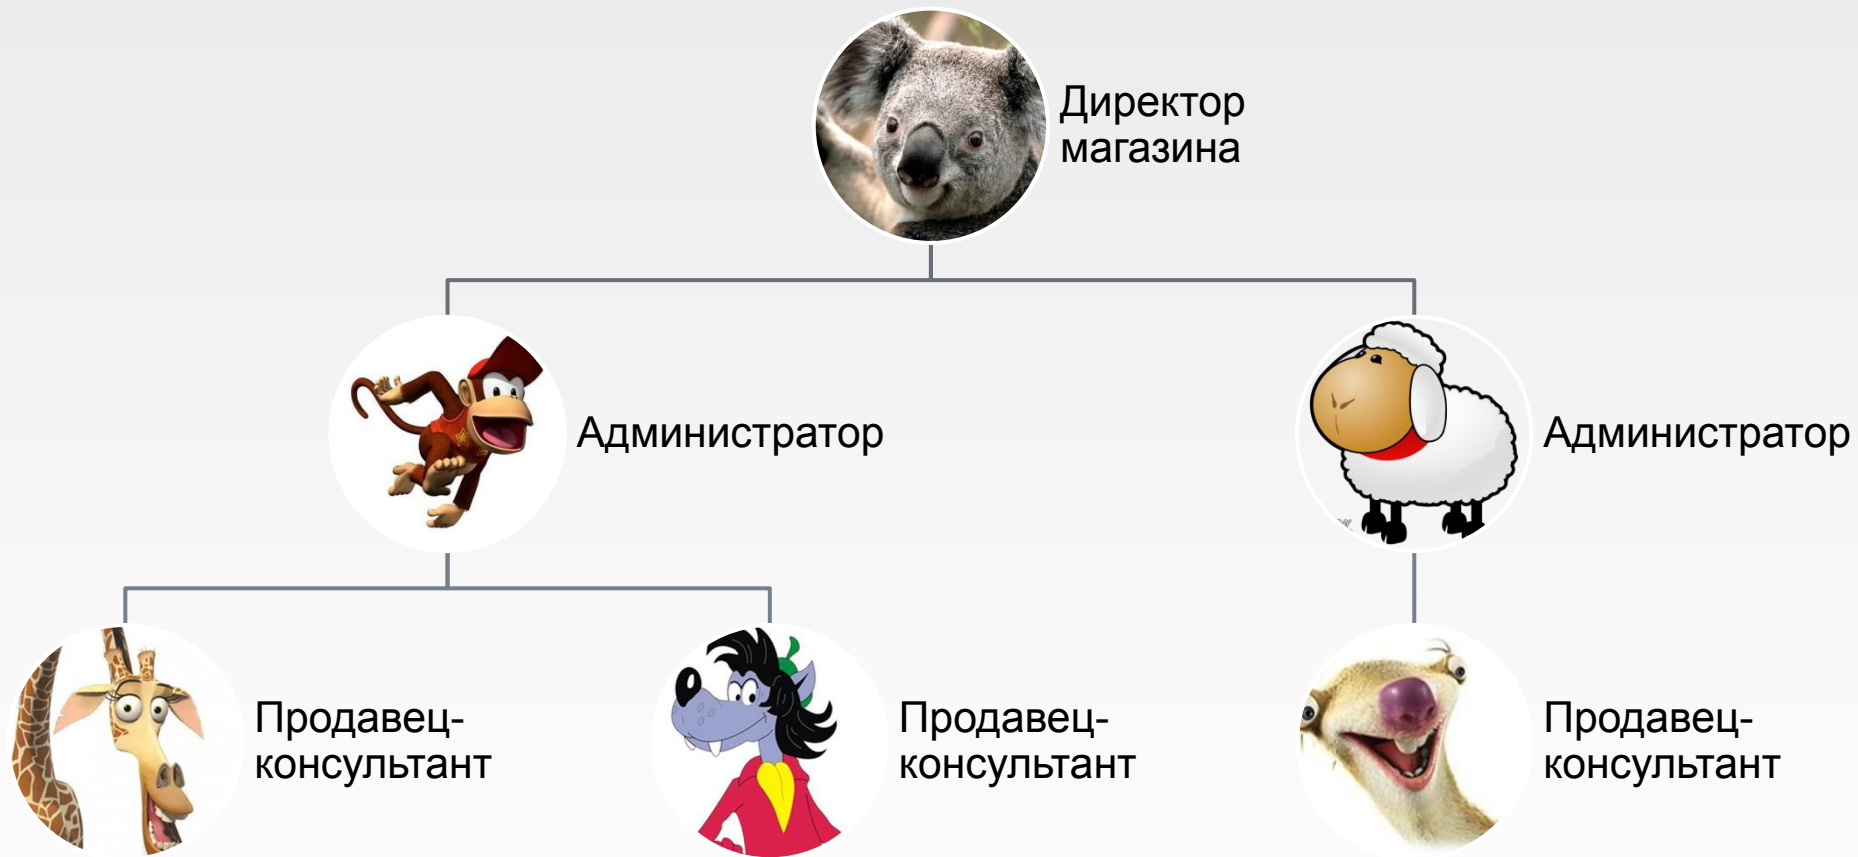 Директор
магазина
Администратор
Администратор
Продавец-
консультант
Продавец-
консультант
Продавец-
консультант